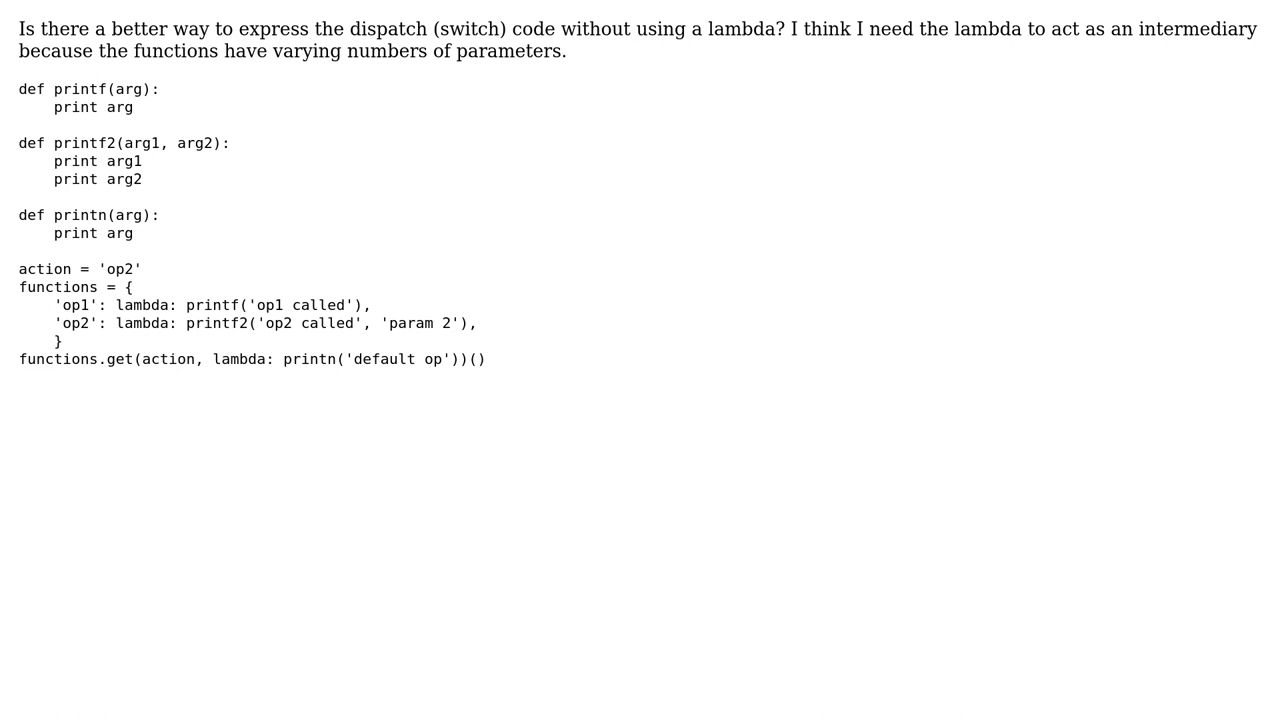 Is there a better way to express the dispatch (switch) code without using a lambda? I think I need the lambda to act as an intermediary
because the functions have varying numbers of parameters.
def printf(arg):
    print arg
def printf2(arg1, arg2):
    print arg1
    print arg2
def printn(arg):
    print arg
action = 'op2'
functions = {
    'op1': lambda: printf('op1 called'),
    'op2': lambda: printf2('op2 called', 'param 2'),
    }
functions.get(action, lambda: printn('default op'))()